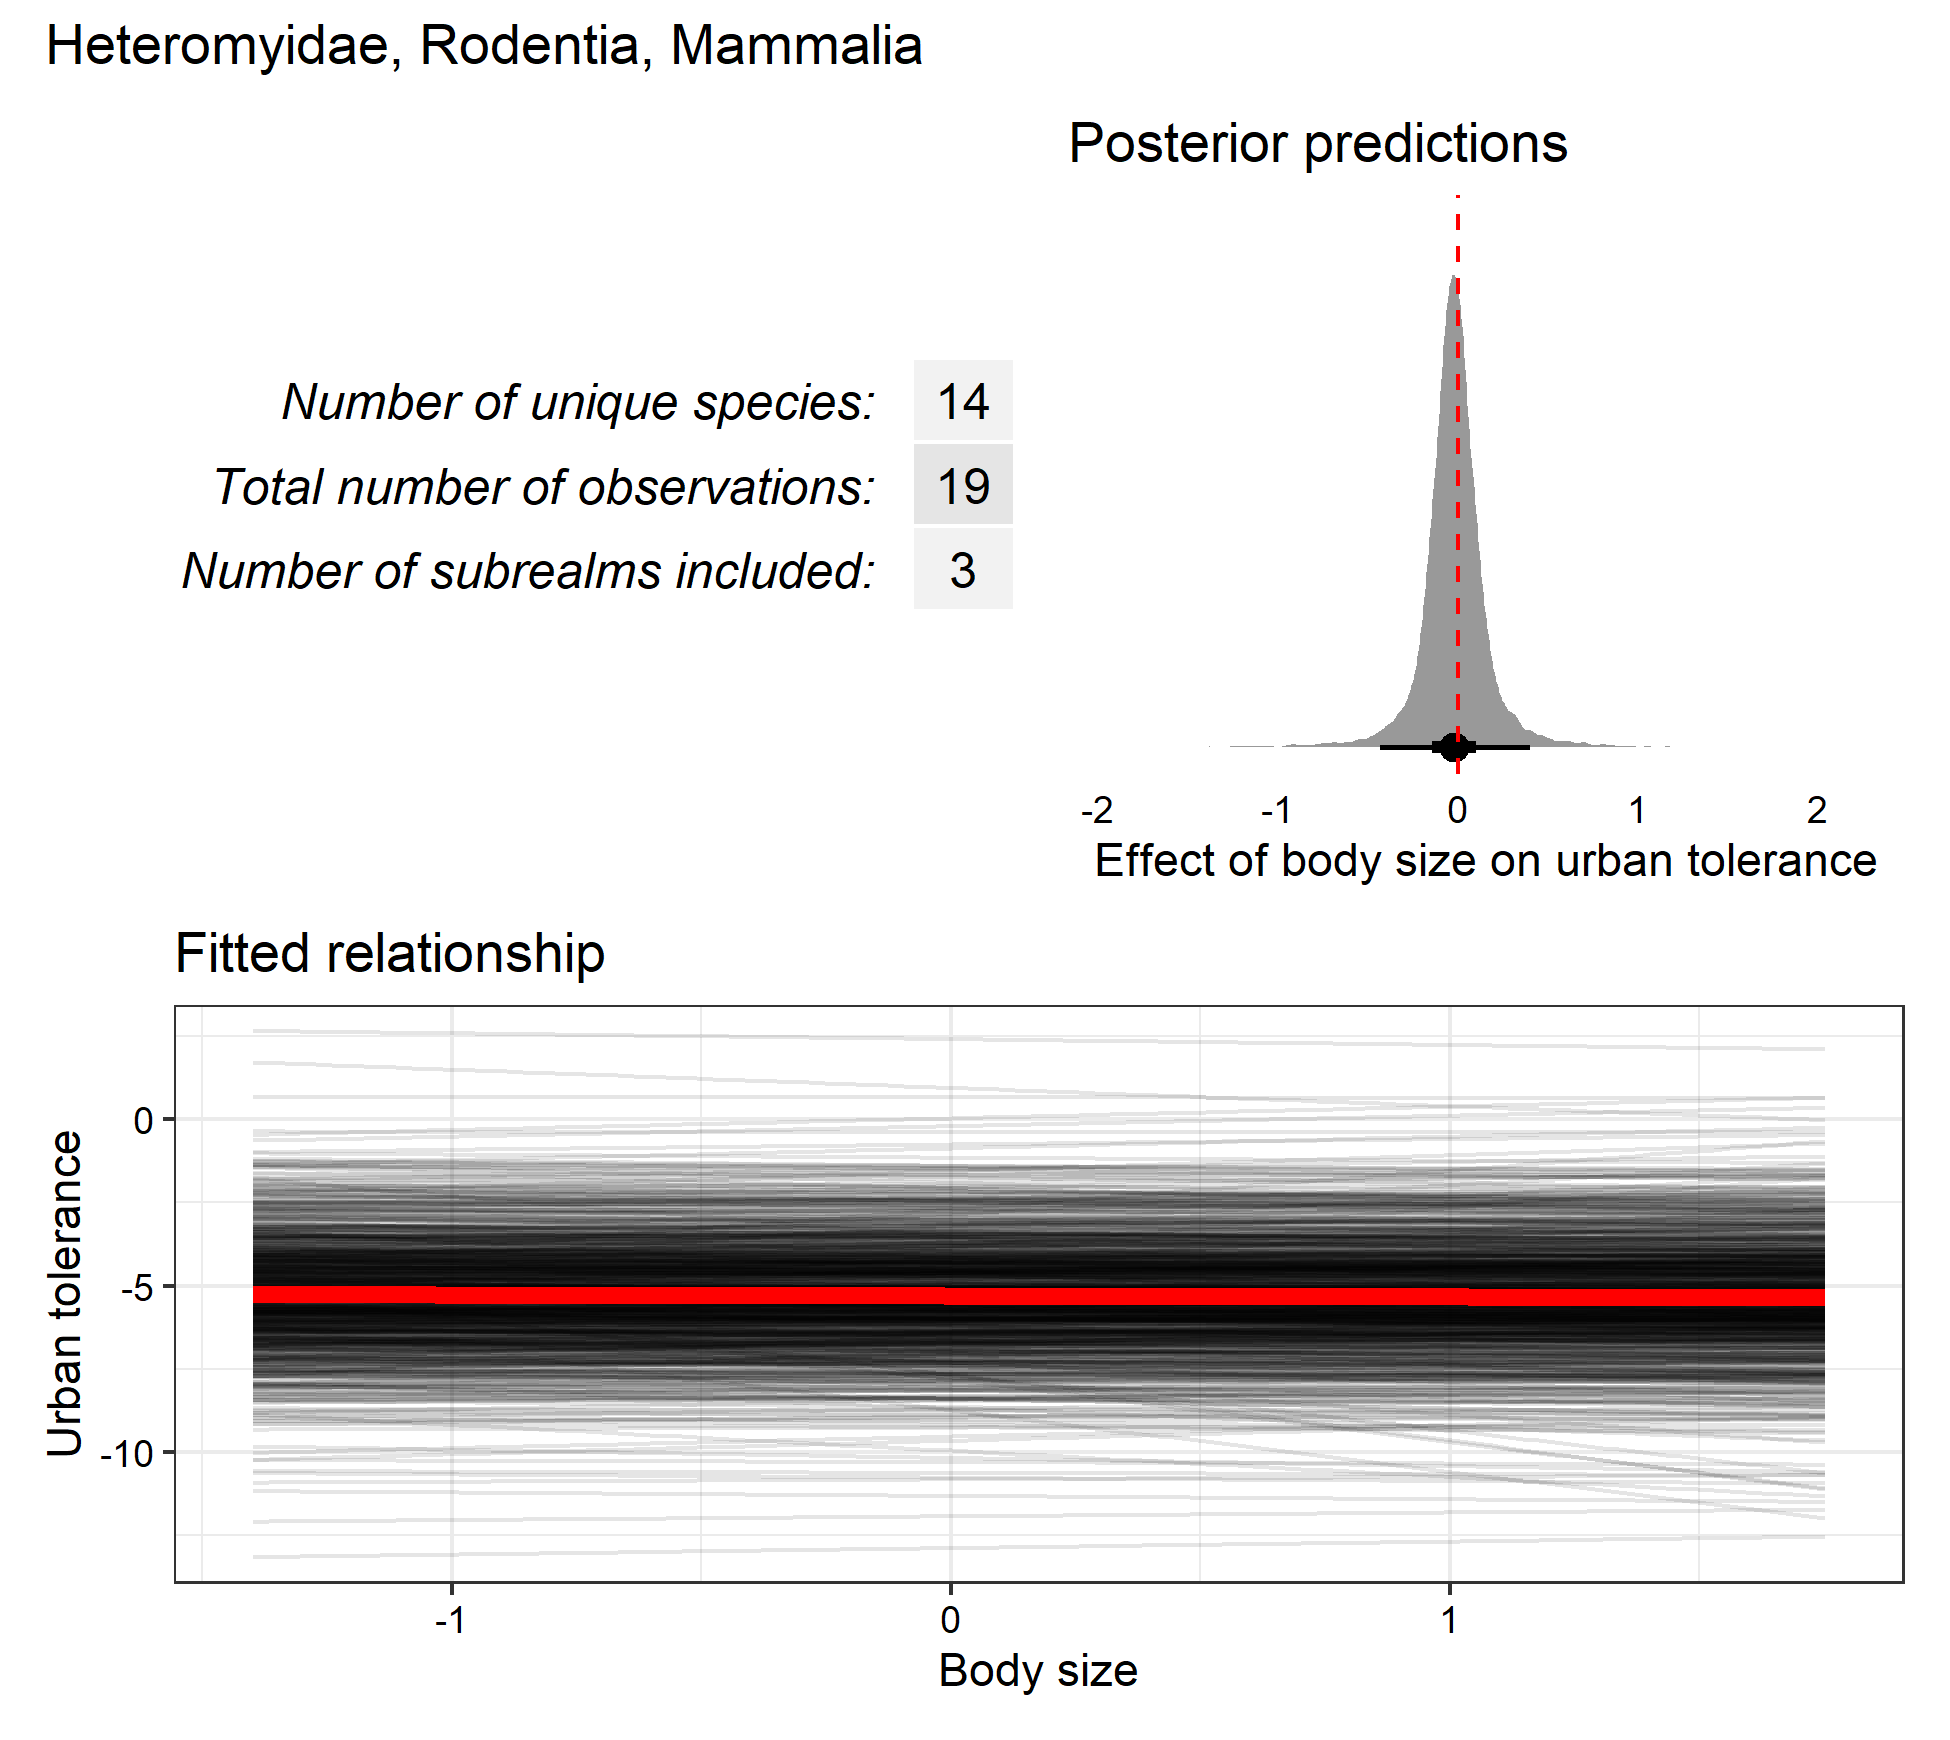 Heteromyidae, Rodentia, Mammalia
Posterior predictions
Number of unique species: 14
Total number of observations: 19
Number of subrealms included: 3
-2 -1 0 1 2
Effect of body size on urban tolerance
Fitted relationship
Urban tolerance
0
-5
-10
-1 0 1
Body size